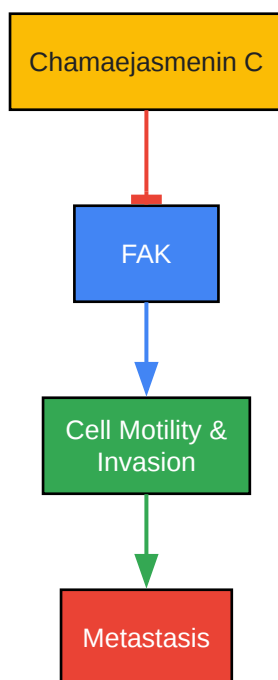 Chamaejasmenin C
FAK
Cell Motility &
Invasion
Metastasis